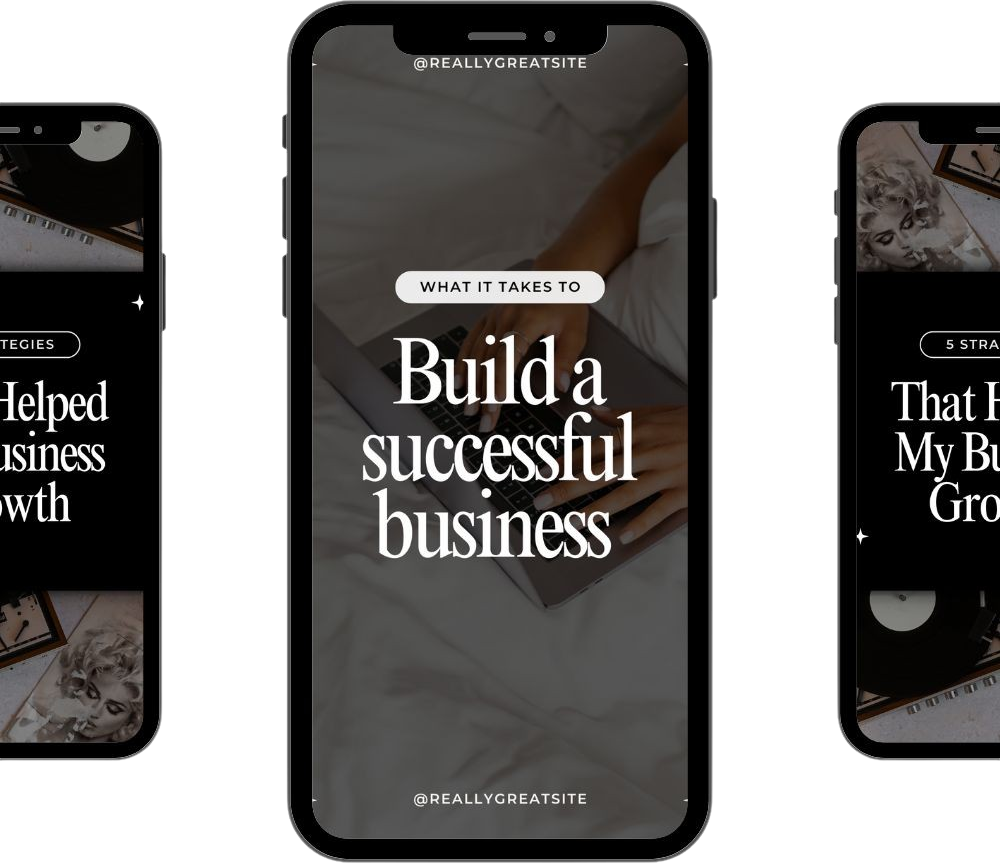 TEGIES
Helped
usiness
owth
@REALLYGREATSITE
WHAT IT TAKES TO
Build a
successful
business
@REALLYGREATSITE
5 STRA
That H
My Bu
Gro